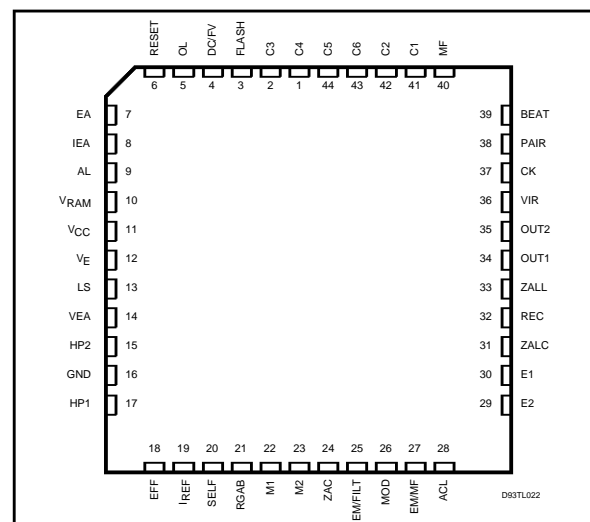 RESET
OL
DC/FV
FLASH
C3
C4
C5
C6
C2
C1
MF
6
5
4
3
2
1
44
43
42
41
40
EA 7
IEA 8
AL 9
VRAM 10
VCC 11
VE 12
LS 13
VEA 14
HP2 15
GND 16
HP1 17
39 BEAT
38 PAIR
37 CK
36 VIR
35 OUT2
34 OUT1
33 ZALL
32 REC
31 ZALC
30 E1
29 E2
18
19
20
21
22
23
24
25
26
27
28
EFF
IREF
SELF
RGAB
M1
M2
ZAC
EM/FILT
MOD
EM/MF
ACL
D93TL022